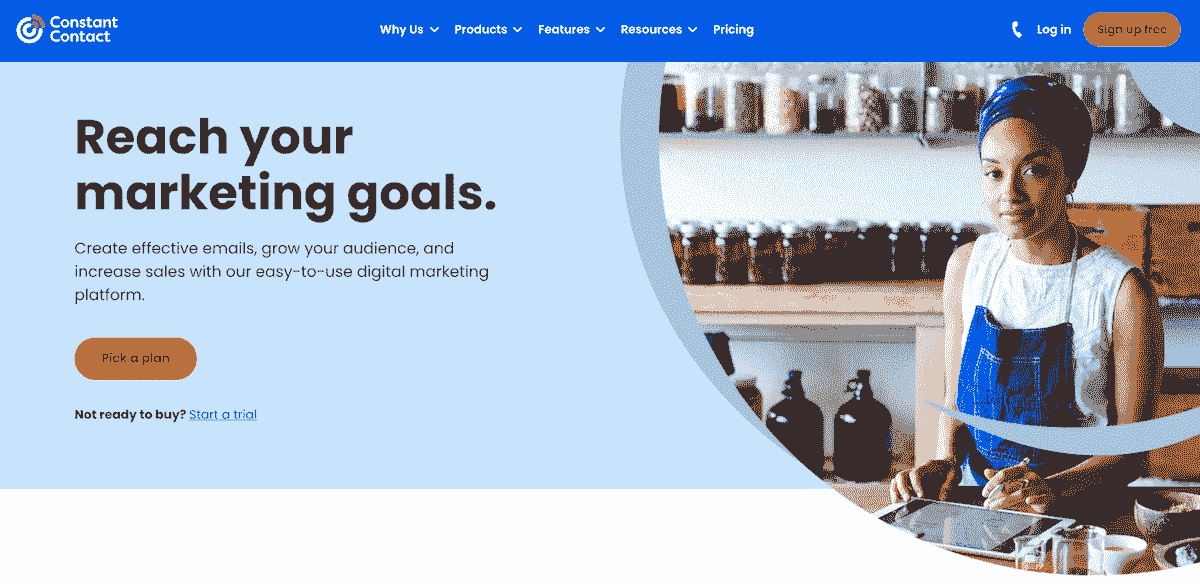 Constant
Contact
Why Us
Products
Features
Resources
Pricing
Log in
Sign up free
Reach your
marketing goals.
Create effective emails, grow your audience, and
increase sales with our easy-to-use digital marketing
platform.
Pick a plan
Not ready to buy? Start a trial